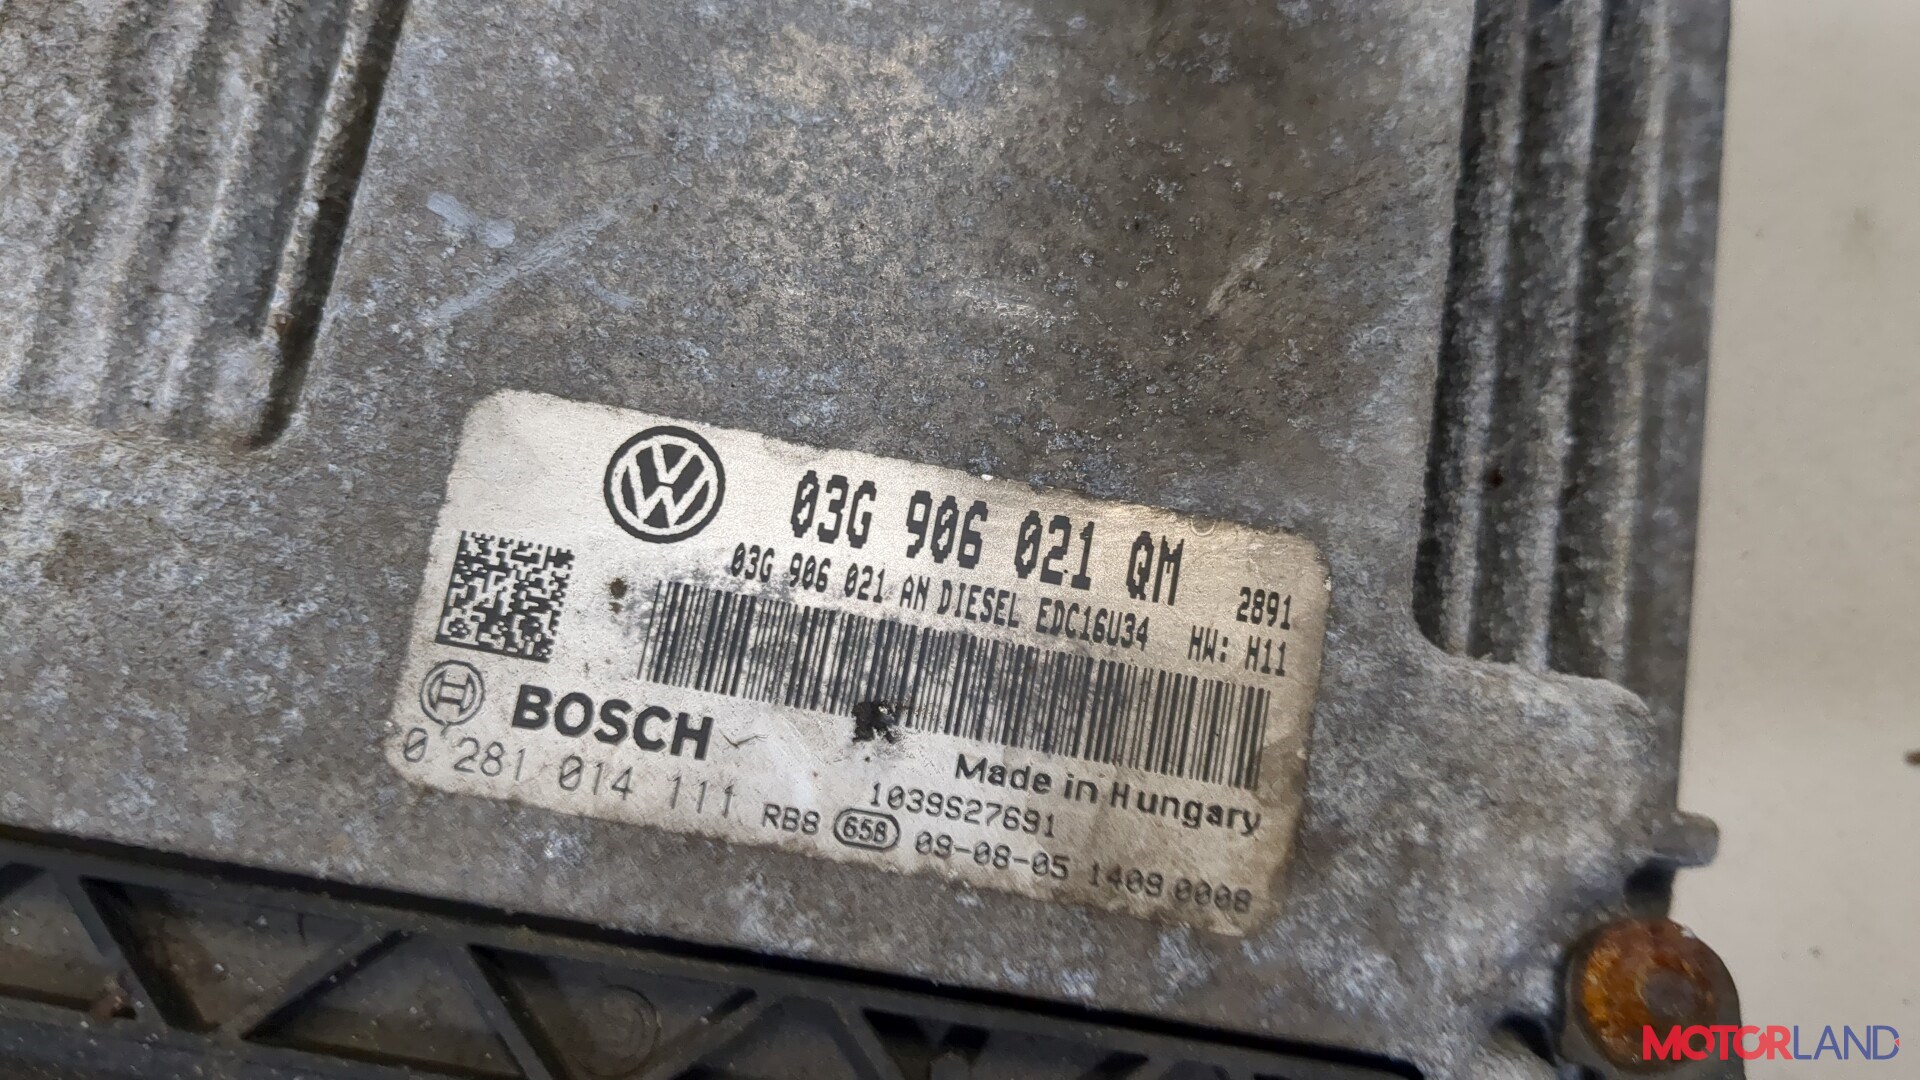 03G 906 021 QM
2891
03G 906 021 AN DIESEL EDC16U34
HW: H11
BOSCH
Made in Hungary
0 281 014 111
1039S27691
RB8 658 09-08-05 1409 0008
MOTORLAND